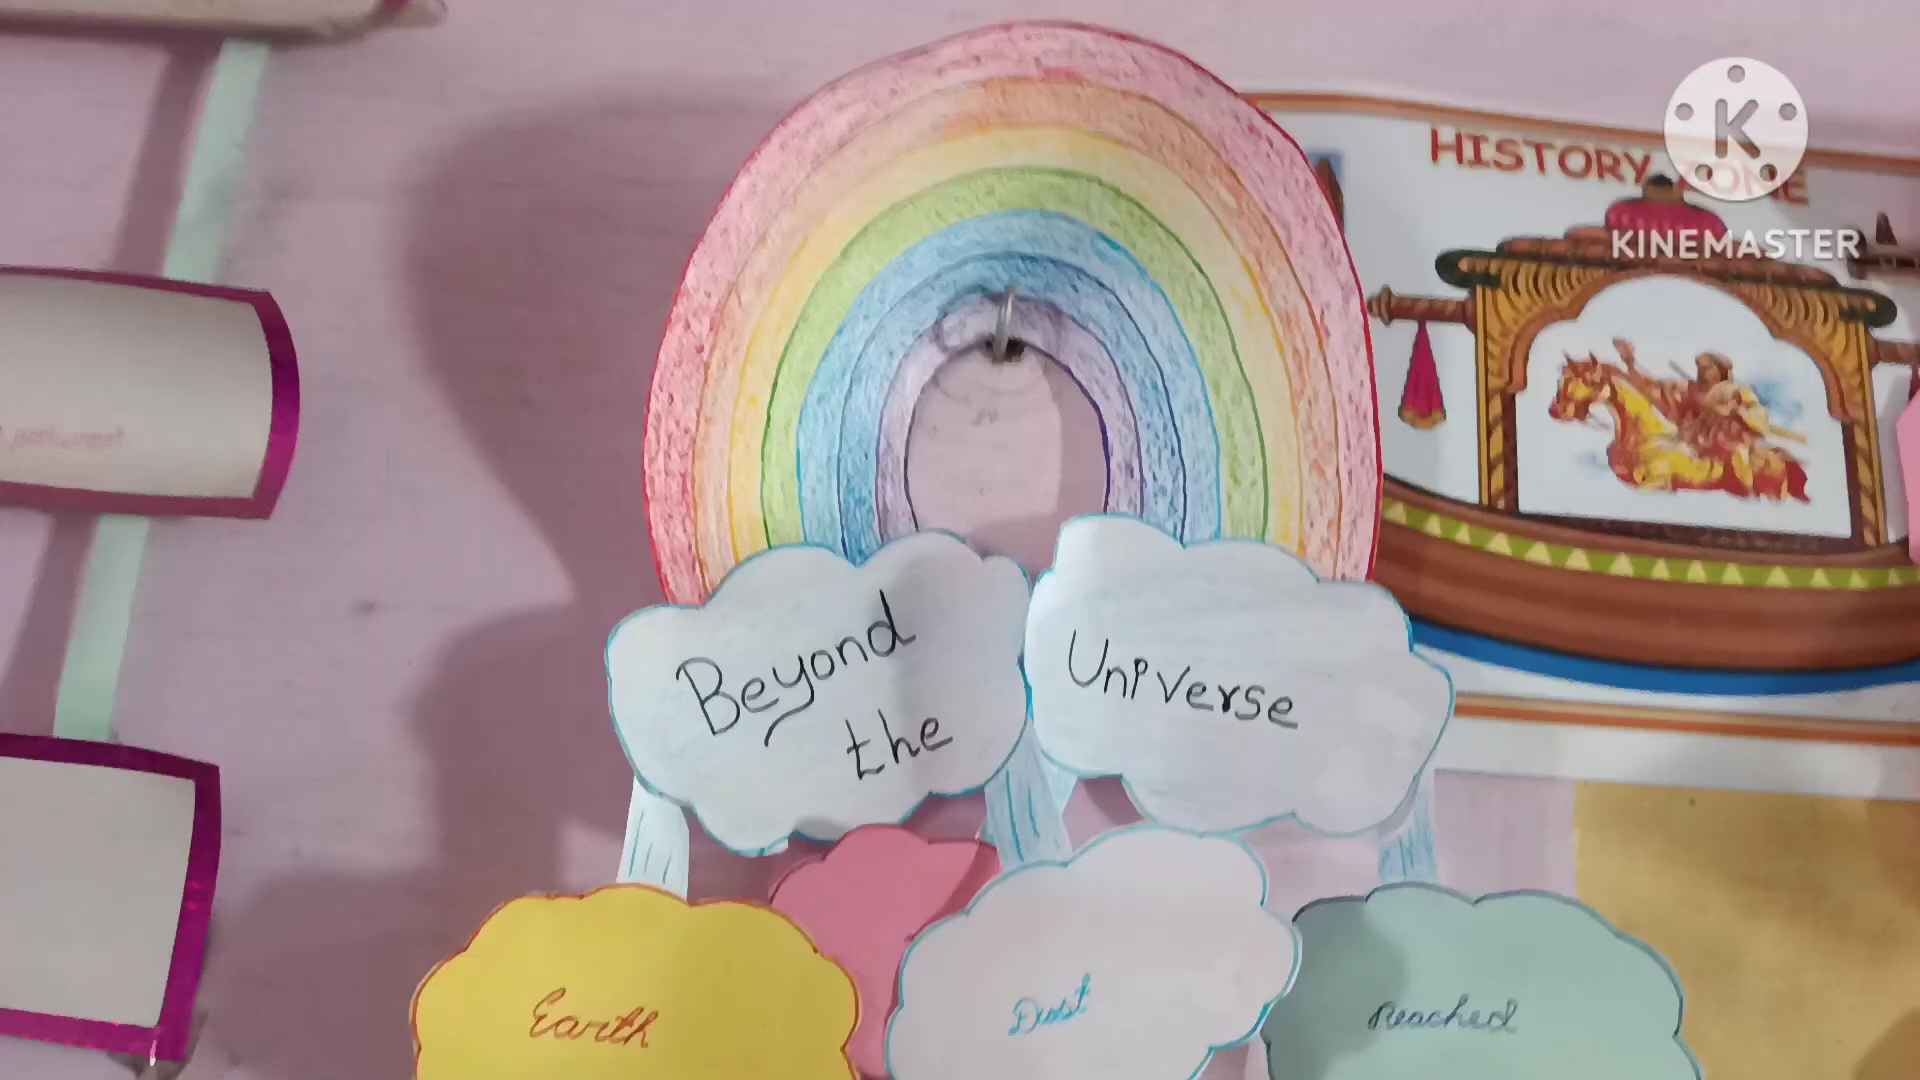 HISTORY ZONE
KINEMASTER
Beyond
the
Universe
Earth
Dust
Reached